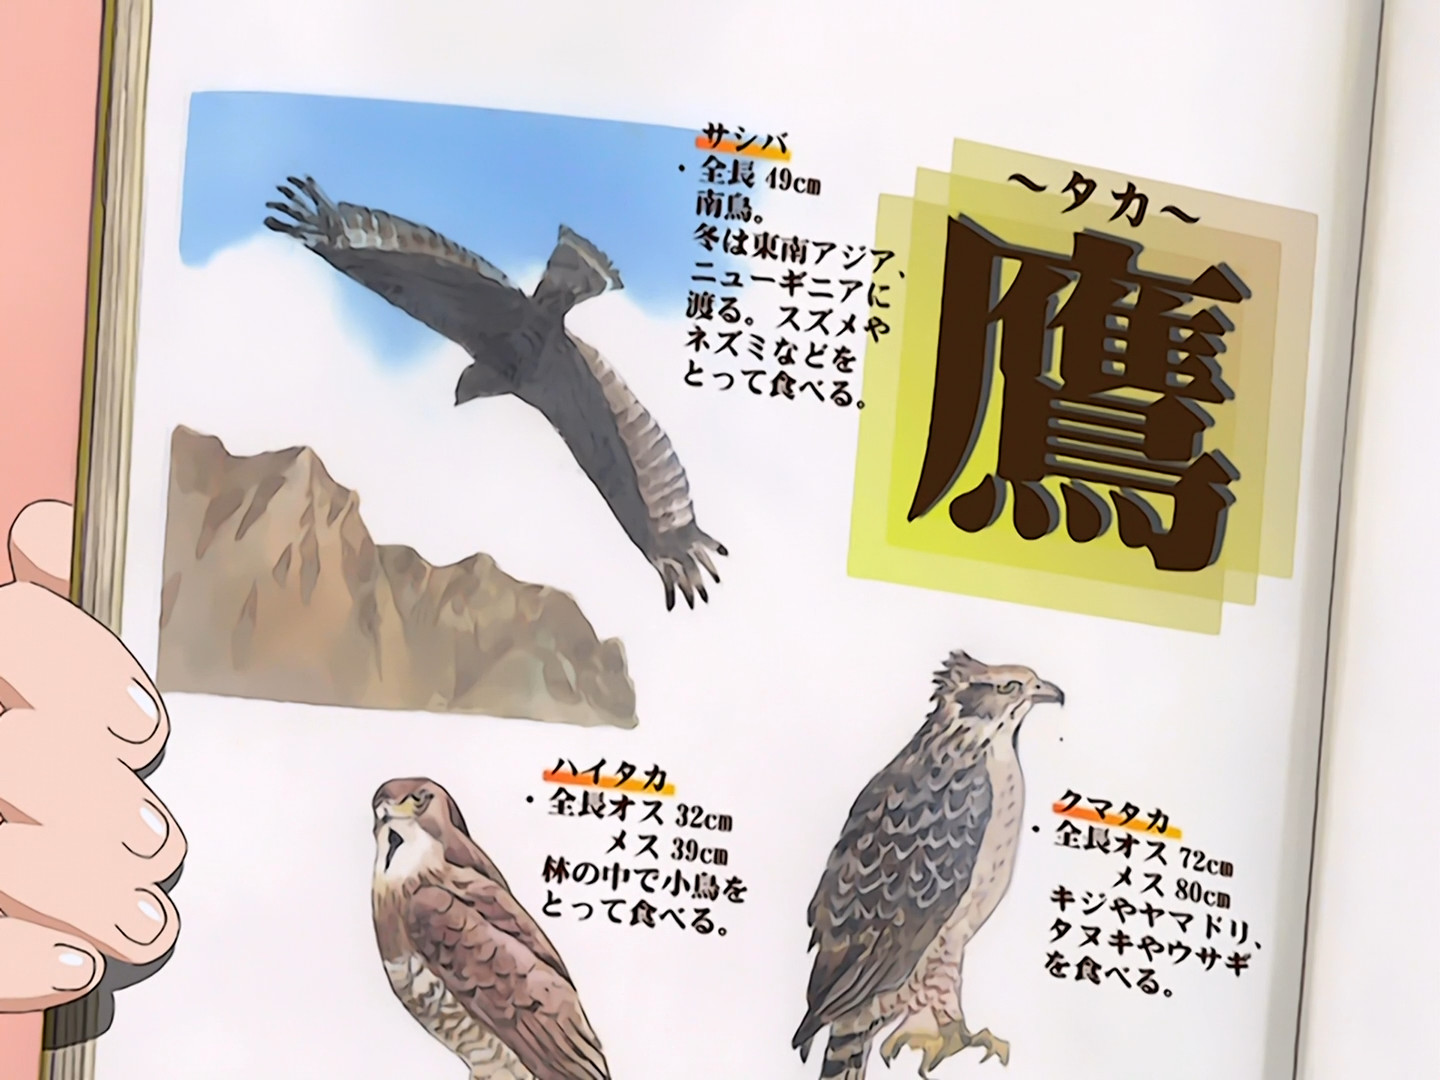 ～タカ～
鷹
サシバ
・全長 49cm
南鳥。
冬は東南アジア、
ニューギニアに
渡る。スズメや
ネズミなどを
とって食べる。
ハイタカ
・全長オス 32cm
メス 39cm
林の中で小鳥を
とって食べる。
クマタカ
・全長オス 72cm
メス 80cm
キジやヤマドリ、
タヌキやウサギ
を食べる。